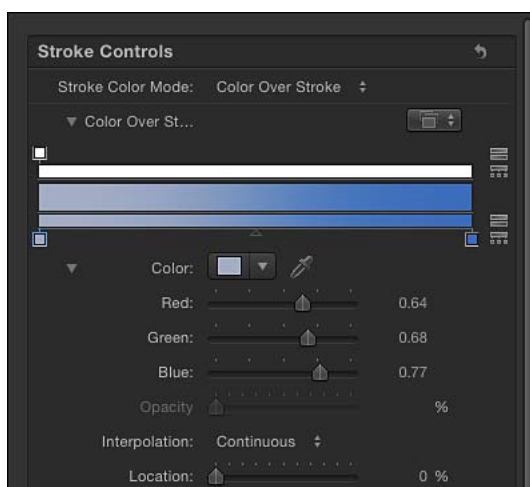 Stroke Controls
Stroke Color Mode: Color Over Stroke
Color Over St...
Color:
Red: 0.64
Green: 0.68
Blue: 0.77
Opacity %
Interpolation: Continuous
Location: 0 %